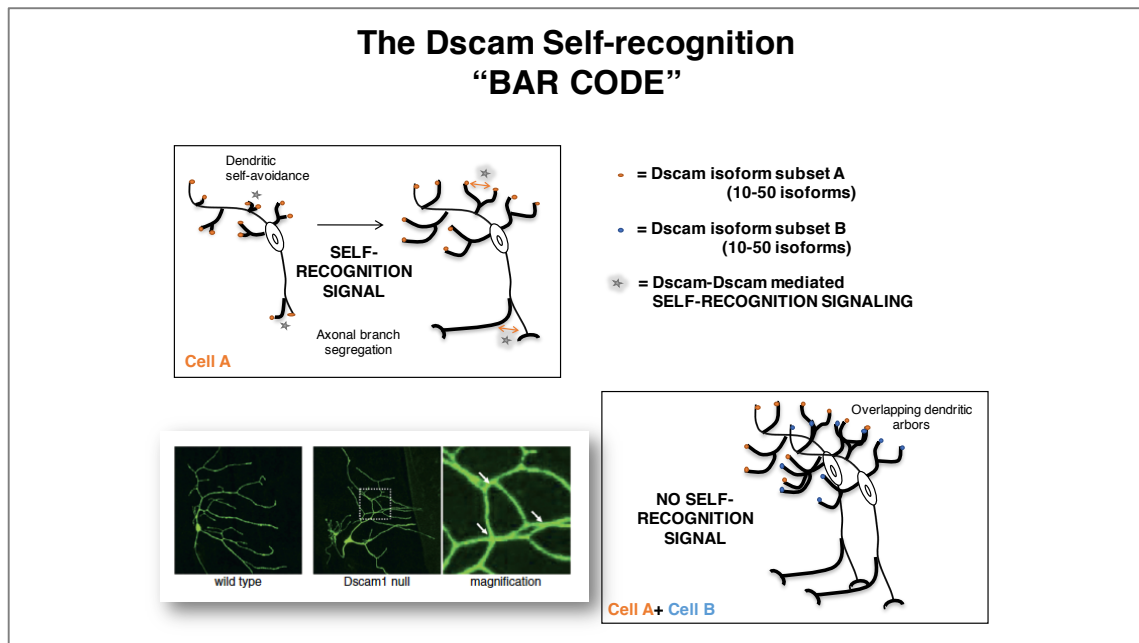 The Dscam Self-recognition
“BAR CODE”
Dendritic
self-avoidance
SELF-
RECOGNITION
SIGNAL
Axonal branch
segregation
Cell A
= Dscam isoform subset A
(10-50 isoforms)
= Dscam isoform subset B
(10-50 isoforms)
= Dscam-Dscam mediated
SELF-RECOGNITION SIGNALING
wild type
Dscam1 null
magnification
Overlapping dendritic
arbors
NO SELF-
RECOGNITION
SIGNAL
Cell A+ Cell B